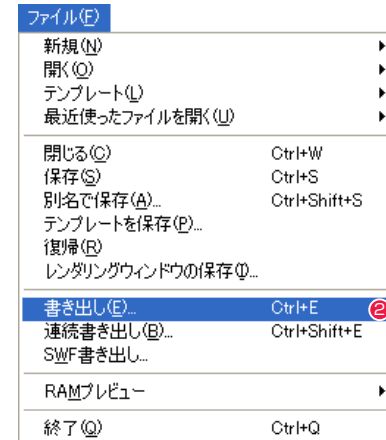 ファイル(F)
新規(N)
開く(O)
テンプレート(L)
最近使ったファイルを開く(U)
閉じる(C) Ctrl+W
保存(S) Ctrl+S
別名で保存(A)... Ctrl+Shift+S
テンプレートを保存(P)...
復帰(R)
レンダリングウィンドウの保存(I)...
書き出し(E)... Ctrl+E ②
連続書き出し(B)... Ctrl+Shift+E
SWF書き出し...
RAMプレビュー
終了(Q) Ctrl+Q